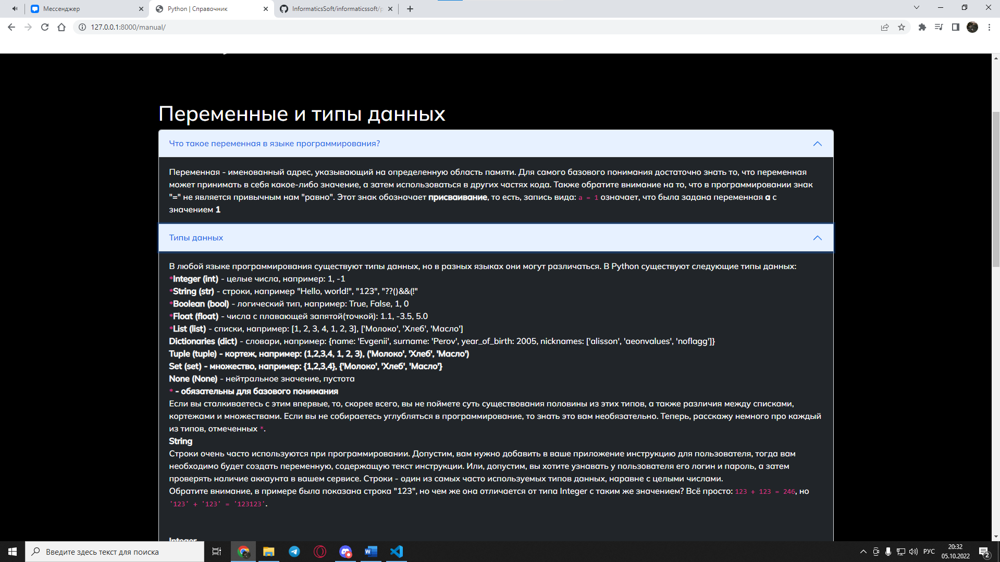 Мессенджер
Python | Справочник
InformaticsSoft/informaticssoft/p
127.0.0.1:8000/manual/
Переменные и типы данных
Что такое переменная в языке программирования?
Переменная - именованный адрес, указывающий на определенную область памяти. Для самого базового понимания достаточно знать то, что переменная
может принимать в себя какое-либо значение, а затем использоваться в других частях кода. Также обратите внимание на то, что в программировании знак
"=" не является привычным нам "равно". Этот знак обозначает присваивание, то есть, запись вида: a = 1 означает, что была задана переменная a с
значением 1
Типы данных
В любой языке программирования существуют типы данных, но в разных языках они могут различаться. В Python существуют следующие типы данных:
*Integer (int) - целые числа, например: 1, -1
*String (str) - строки, например "Hello, world!", "123", "??()&&(!"
*Boolean (bool) - логический тип, например: True, False, 1, 0
*Float (float) - числа с плавающей запятой(точкой): 1.1, -3.5, 5.0
*List (list) - списки, например: [1, 2, 3, 4, 1, 2, 3], ['Молоко', 'Хлеб', 'Масло']
Dictionaries (dict) - словари, например: {name: 'Evgenii', surname: 'Perov', year_of_birth: 2005, nicknames: ['alisson', 'aeonvalues', 'noflagg']}
Tuple (tuple) - кортеж, например: (1,2,3,4, 1, 2, 3), ('Молоко', 'Хлеб', 'Масло')
Set (set) - множество, например: {1,2,3,4}, {'Молоко', 'Хлеб', 'Масло'}
None (None) - нейтральное значение, пустота
* - обязательны для базового понимания
Если вы сталкиваетесь с этим впервые, то, скорее всего, вы не поймете суть существования половины из этих типов, а также различия между списками,
кортежами и множествами. Если вы не собираетесь углубляться в программирование, то знать это вам необязательно. Теперь, расскажу немного про каждый
из типов, отмеченных *.
String
Строки очень часто используются при программировании. Допустим, вам нужно добавить в ваше приложение инструкцию для пользователя, тогда вам
необходимо будет создать переменную, содержащую текст инструкции. Или, допустим, вы хотите узнавать у пользователя его логин и пароль, а затем
проверять наличие аккаунта в вашем сервисе. Строки - один из самых часто используемых типов данных, наравне с целыми числами.
Обратите внимание, в примере была показана строка "123", но чем же она отличается от типа Integer с таким же значением? Всё просто: 123 + 123 = 246, но
'123' + '123' = '123123'.
Integer
Введите здесь текст для поиска
РУС
20:32
05.10.2022
2